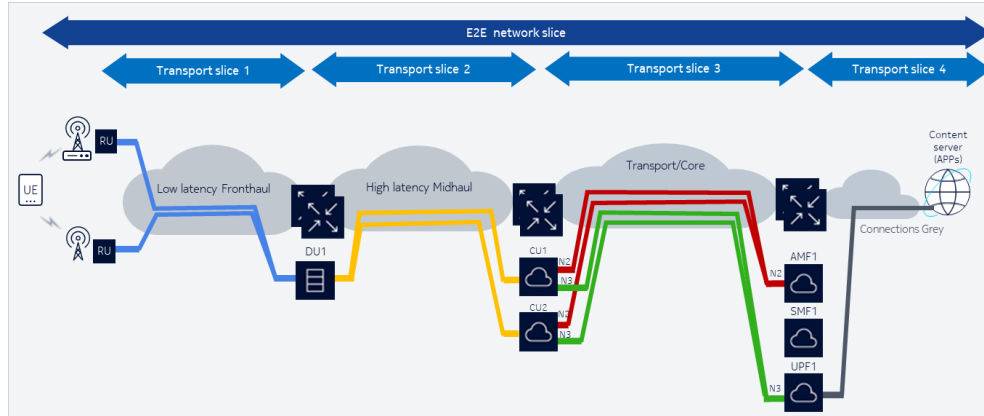 E2E network slice
Transport slice 1
Transport slice 2
Transport slice 3
Transport slice 4
RU
UE
RU
Low latency Fronthaul
High latency Midhaul
Transport/Core
Content
server
(APPs)
Connections Grey
DU1
CU1
N2
N3
CU2
N2
N3
N2
AMF1
SMF1
UPF1
N3